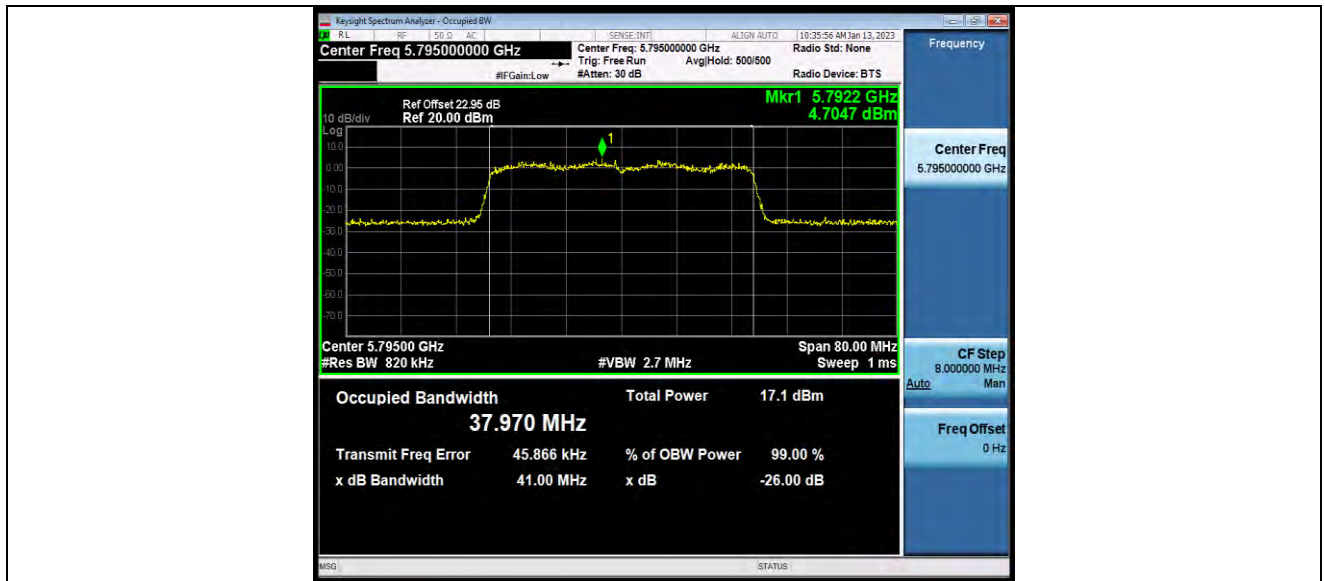 Keysight Spectrum Analyzer - Occupied BW
RL RF 50 Ω AC SENSE:INT ALIGN AUTO 10:35:56 AM Jan 13, 2023
Center Freq 5.795000000 GHz
Center Freq: 5.795000000 GHz Radio Std: None
Trig: Free Run Avg|Hold: 500/500
#IFGain:Low #Atten: 30 dB Radio Device: BTS
Frequency
Mkr1 5.7922 GHz
4.7047 dBm
Ref Offset 22.95 dB
10 dB/div Ref 20.00 dBm
Log
1
10.0
0.00
-10.0
-20.0
-30.0
-40.0
-50.0
-60.0
-70.0
Center 5.79500 GHz Span 80.00 MHz
#Res BW 820 kHz #VBW 2.7 MHz Sweep 1 ms
Occupied Bandwidth Total Power 17.1 dBm
37.970 MHz
Transmit Freq Error 45.866 kHz % of OBW Power 99.00 %
x dB Bandwidth 41.00 MHz x dB -26.00 dB
Center Freq
5.795000000 GHz
CF Step
8.000000 MHz
Auto Man
Freq Offset
0 Hz
MSG STATUS